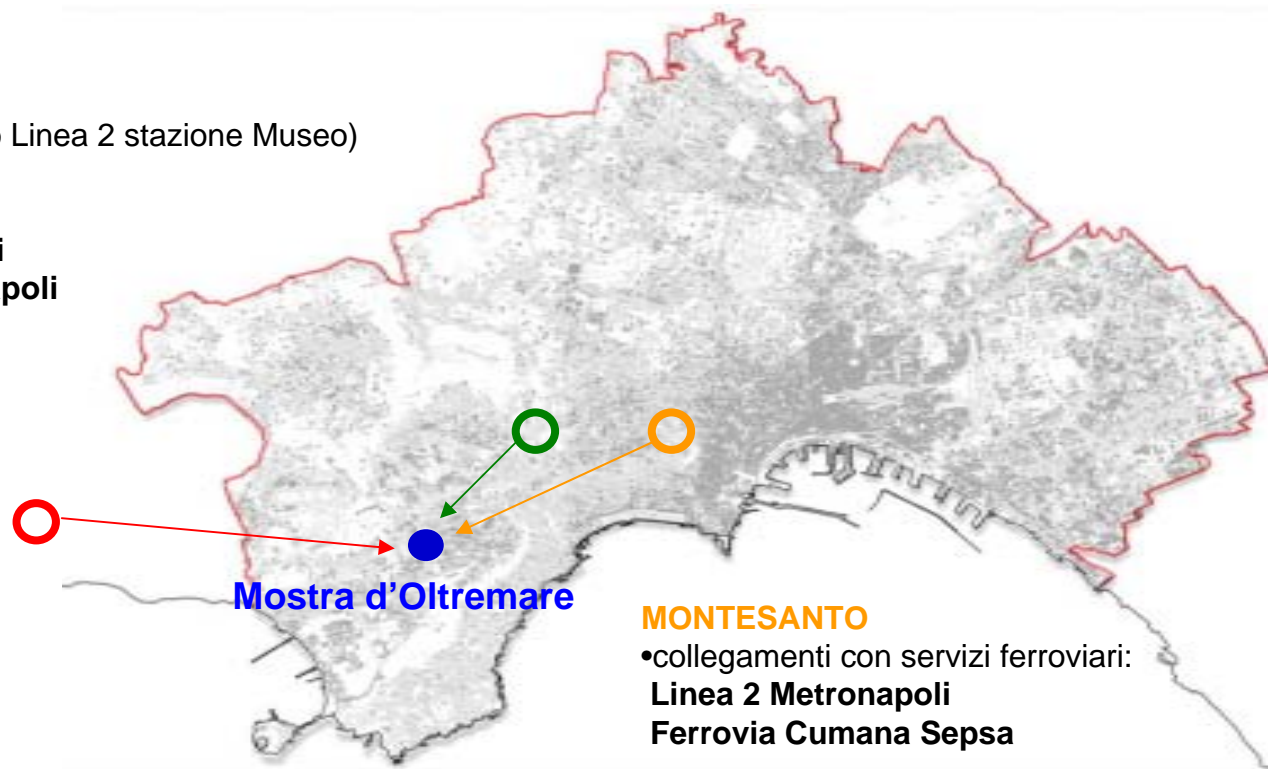 Linea 2 stazione Museo)
i
poli
Mostra d’Oltremare
MONTESANTO
•collegamenti con servizi ferroviari:
Linea 2 Metronapoli
Ferrovia Cumana Sepsa